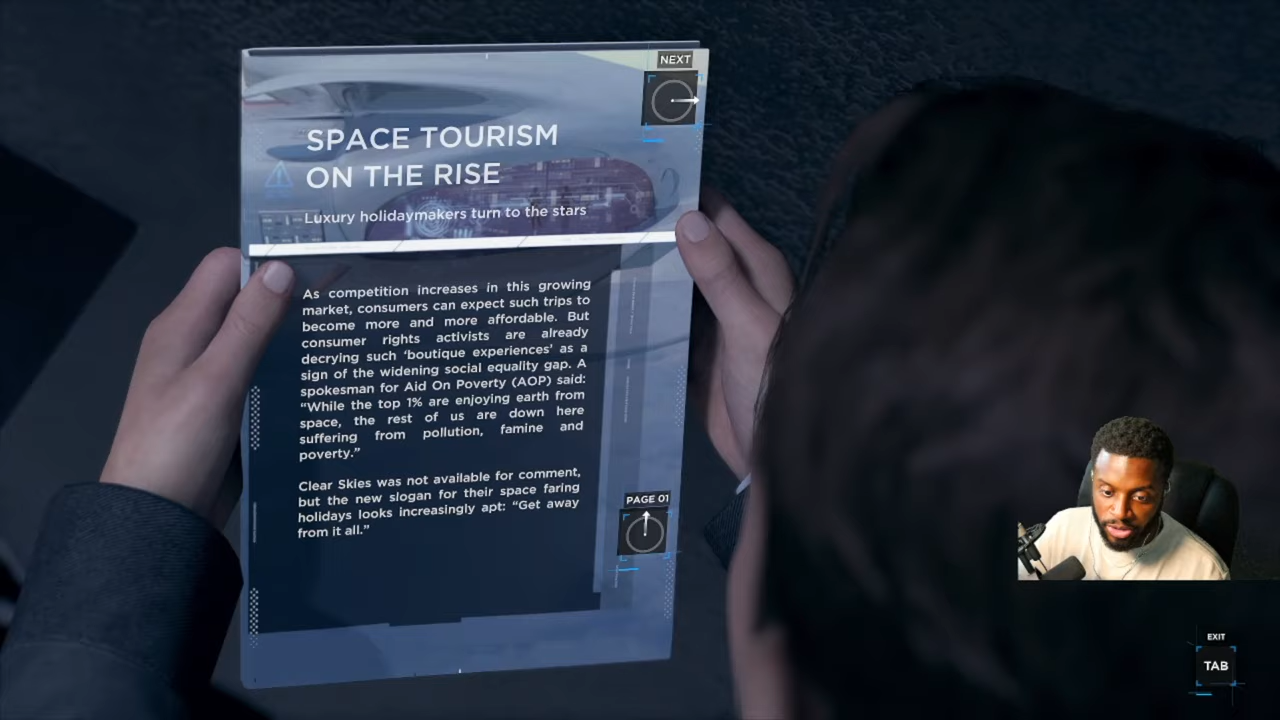 NEXT
SPACE TOURISM
ON THE RISE
Luxury holidaymakers turn to the stars
As competition increases in this growing
market, consumers can expect such trips to
become more and more affordable. But
consumer rights activists are already
decrying such ‘boutique experiences’ as a
sign of the widening social equality gap. A
spokesman for Aid On Poverty (AOP) said:
“While the top 1% are enjoying earth from
space, the rest of us are down here
suffering from pollution, famine and
poverty.”
Clear Skies was not available for comment,
but the new slogan for their space faring
holidays looks increasingly apt: “Get away
from it all.”
PAGE 01
EXIT
TAB